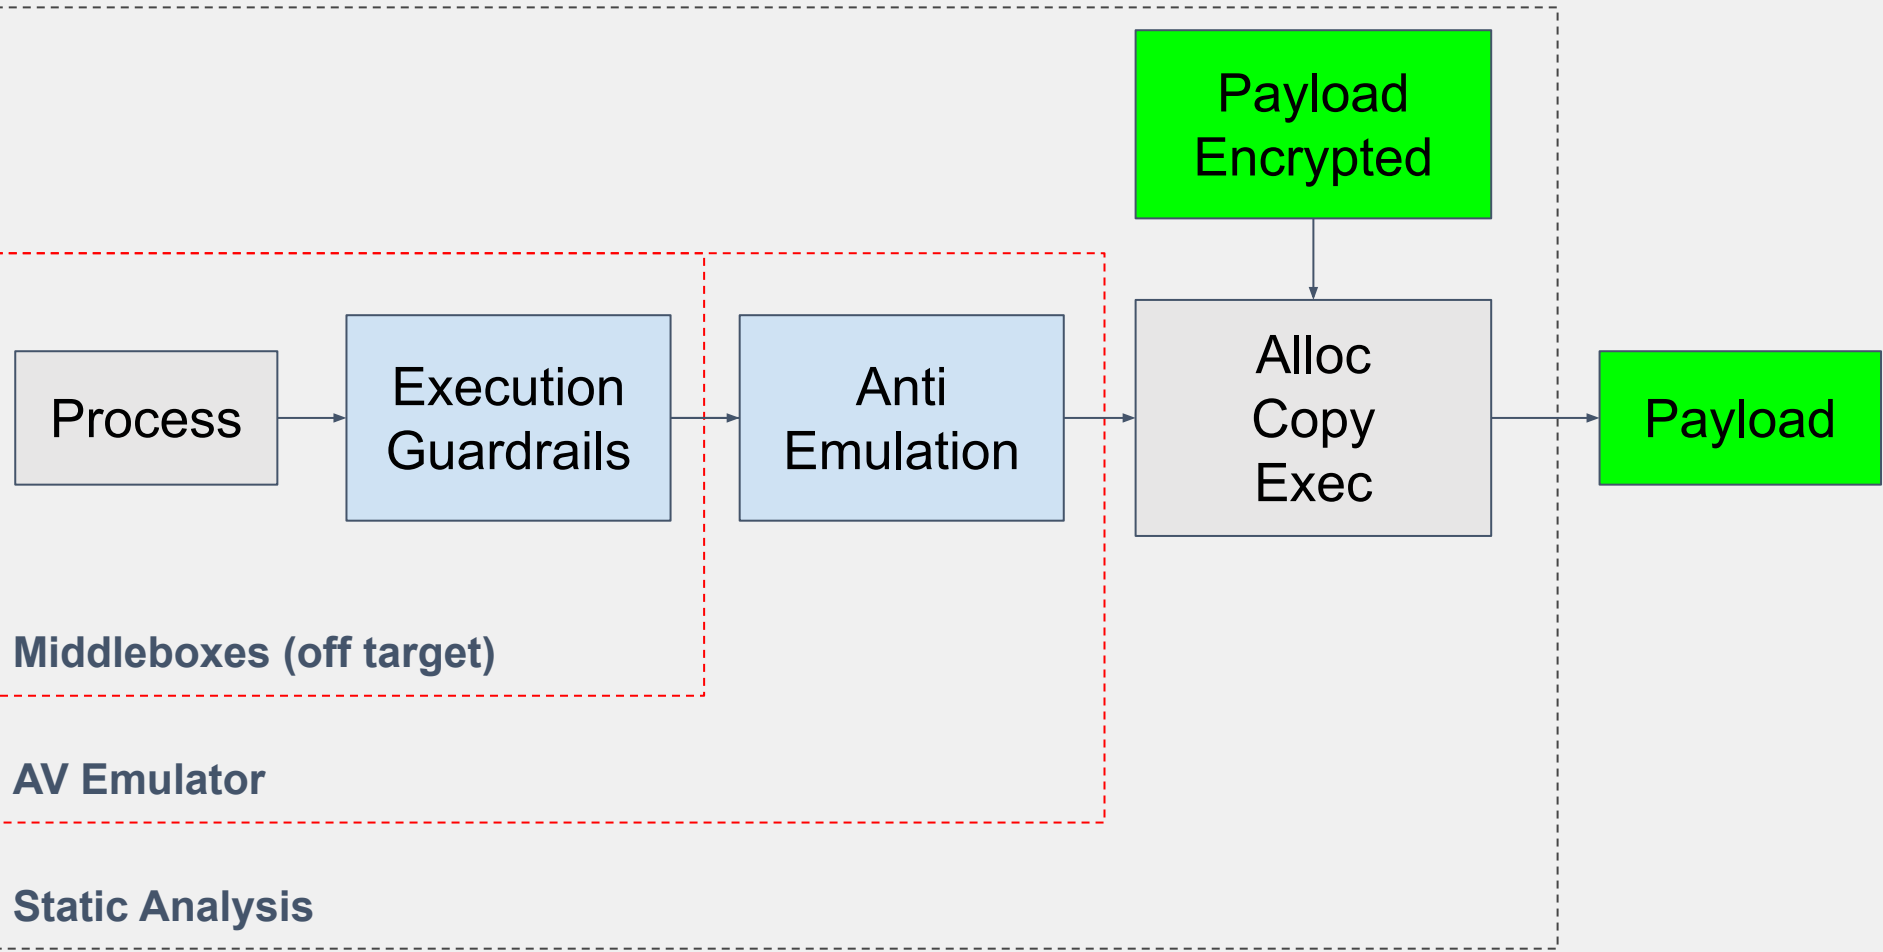 Payload
Encrypted
Process
Execution
Guardrails
Anti
Emulation
Alloc
Copy
Exec
Payload
Middleboxes (off target)
AV Emulator
Static Analysis